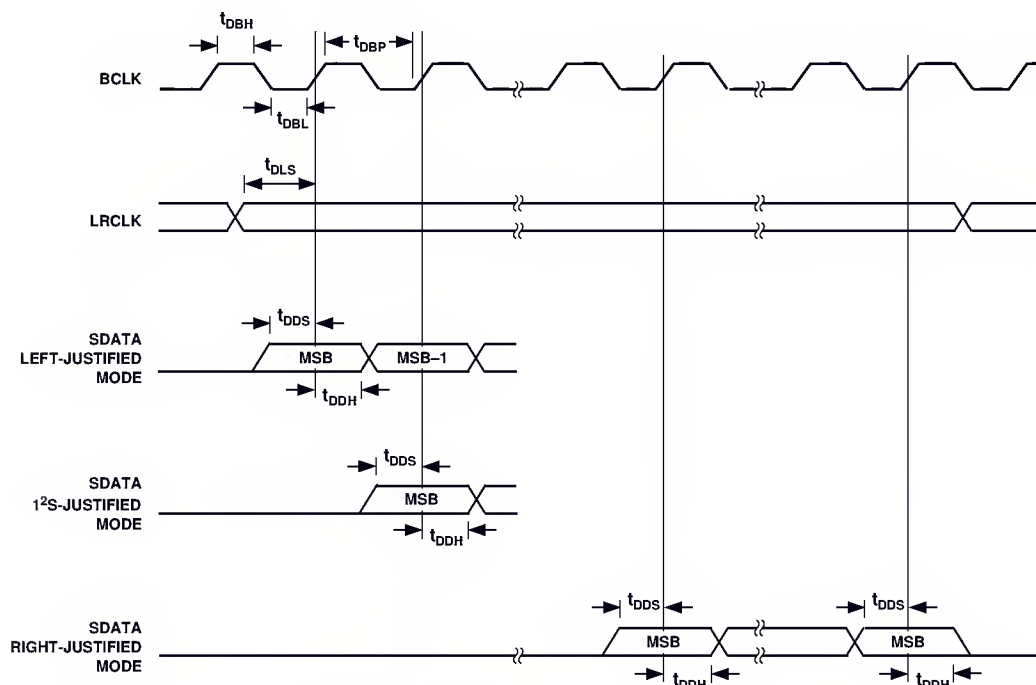 tDBH
tDBP
BCLK
tDBL
tDLS
LRCLK
tDDS
SDATA
LEFT-JUSTIFIED
MODE
MSB
MSB–1
tDDH
tDDS
SDATA
1²S-JUSTIFIED
MODE
MSB
tDDH
tDDS
tDDS
SDATA
RIGHT-JUSTIFIED
MODE
MSB
MSB
tDDH
tDDH